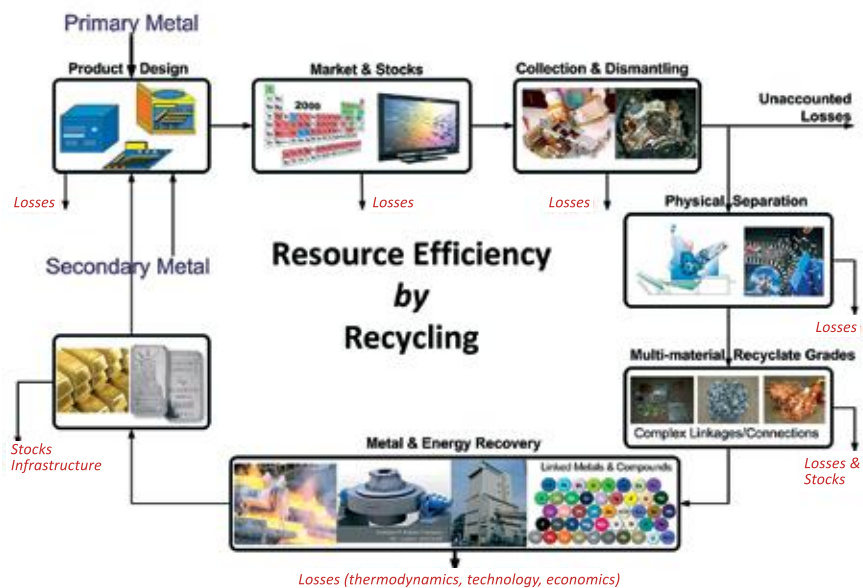 Primary Metal
Product Design
Market & Stocks
Collection & Dismantling
2000
Unaccounted
Losses
Losses
Losses
Losses
Physical Separation
Secondary Metal
Resource Efficiency
by
Recycling
Losses
Multi-material Recyclate Grades
Complex Linkages/Connections
Stocks
Infrastructure
Metal & Energy Recovery
Linked Metals & Compounds
Losses &
Stocks
Losses (thermodynamics, technology, economics)